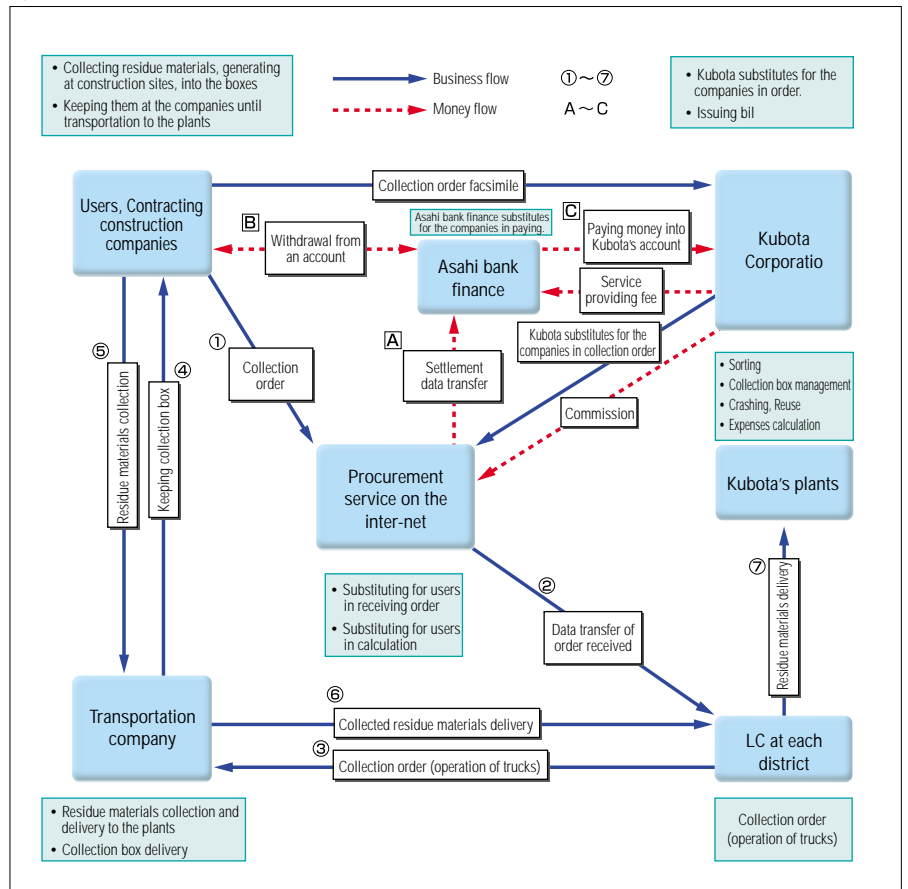 • Collecting residue materials, generating
at construction sites, into the boxes
• Keeping them at the companies until
transportation to the plants
Business flow ①～⑦
Money flow A～C
• Kubota substitutes for the
companies in order.
• Issuing bil
Users, Contracting
construction
companies
Collection order facsimile
Kubota
Corporatio
B
Withdrawal from
an account
Asahi bank finance substitutes
for the companies in paying.
Asahi bank
finance
C
Paying money into
Kubota's account
Service
providing fee
Kubota substitutes for the
companies in collection order
A
Settlement
data transfer
Commission
①
Collection
order
⑤
Residue materials collection
④
Keeping collection box
• Sorting
• Collection box management
• Crashing, Reuse
• Expenses calculation
Procurement
service on the
inter-net
Kubota's plants
• Substituting for users
in receiving order
• Substituting for users
in calculation
②
Data transfer of
order received
⑦
Residue materials delivery
Transportation
company
⑥
Collected residue materials delivery
③
Collection order (operation of trucks)
LC at each
district
• Residue materials collection and
delivery to the plants
• Collection box delivery
Collection order
(operation of trucks)